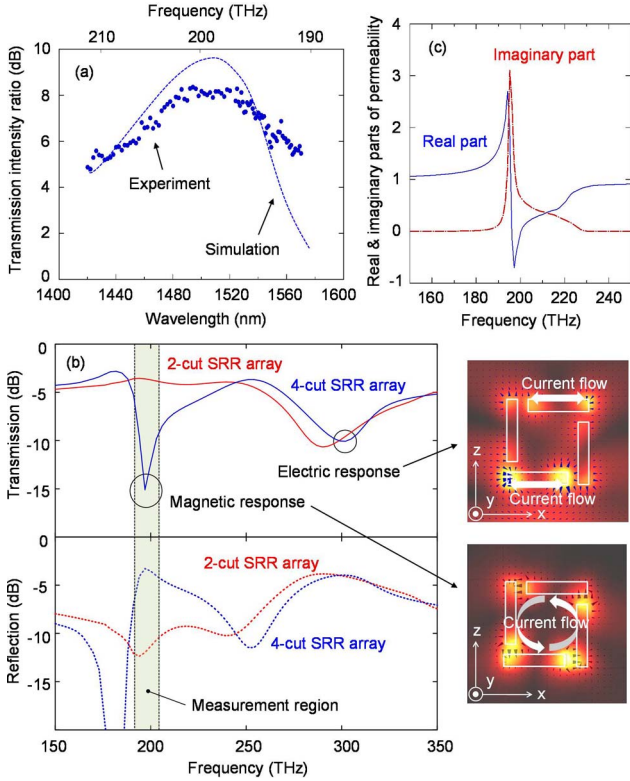 Frequency (THz)
210 200 190
(a)
Transmission intensity ratio (dB)
10
8
6
4
2
0
Experiment
Simulation
1400 1440 1480 1520 1560 1600
Wavelength (nm)
(c)
Real & imaginary parts of permeability
4
3
2
1
0
-1
Imaginary part
Real part
150 180 200 220 240
Frequency (THz)
(b)
Transmission (dB)
0
-5
-10
-15
2-cut SRR array
4-cut SRR array
Electric response
Magnetic response
Reflection (dB)
0
-5
-10
-15
2-cut SRR array
4-cut SRR array
Measurement region
150 200 250 300 350
Frequency (THz)
Current flow
Current flow
z
y
x
Current flow
z
y
x